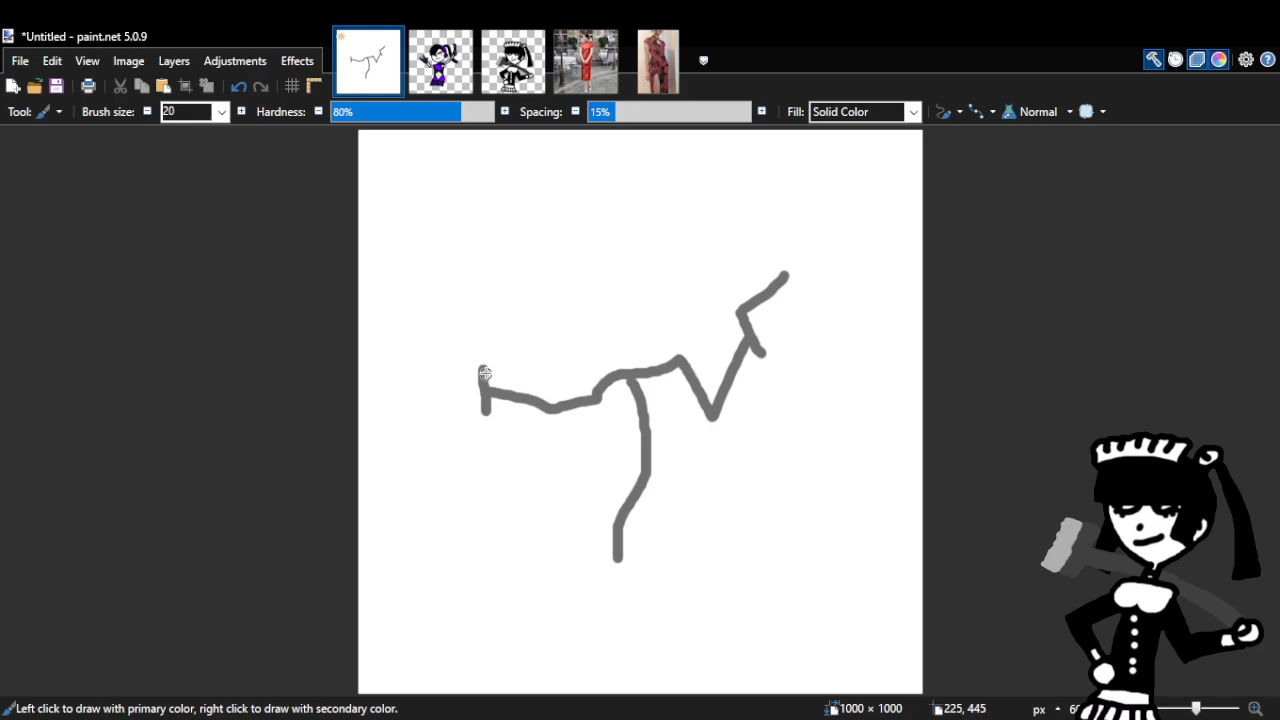 *Untitled - paint.net 5.0.9
File Edit View Image Layers Adjustments Effects
Tool: Brush size: 20 Hardness: 80% Spacing: 15% Fill: Solid Color Normal
Left click to draw with primary color, right click to draw with secondary color. 1000 × 1000 225, 445 px